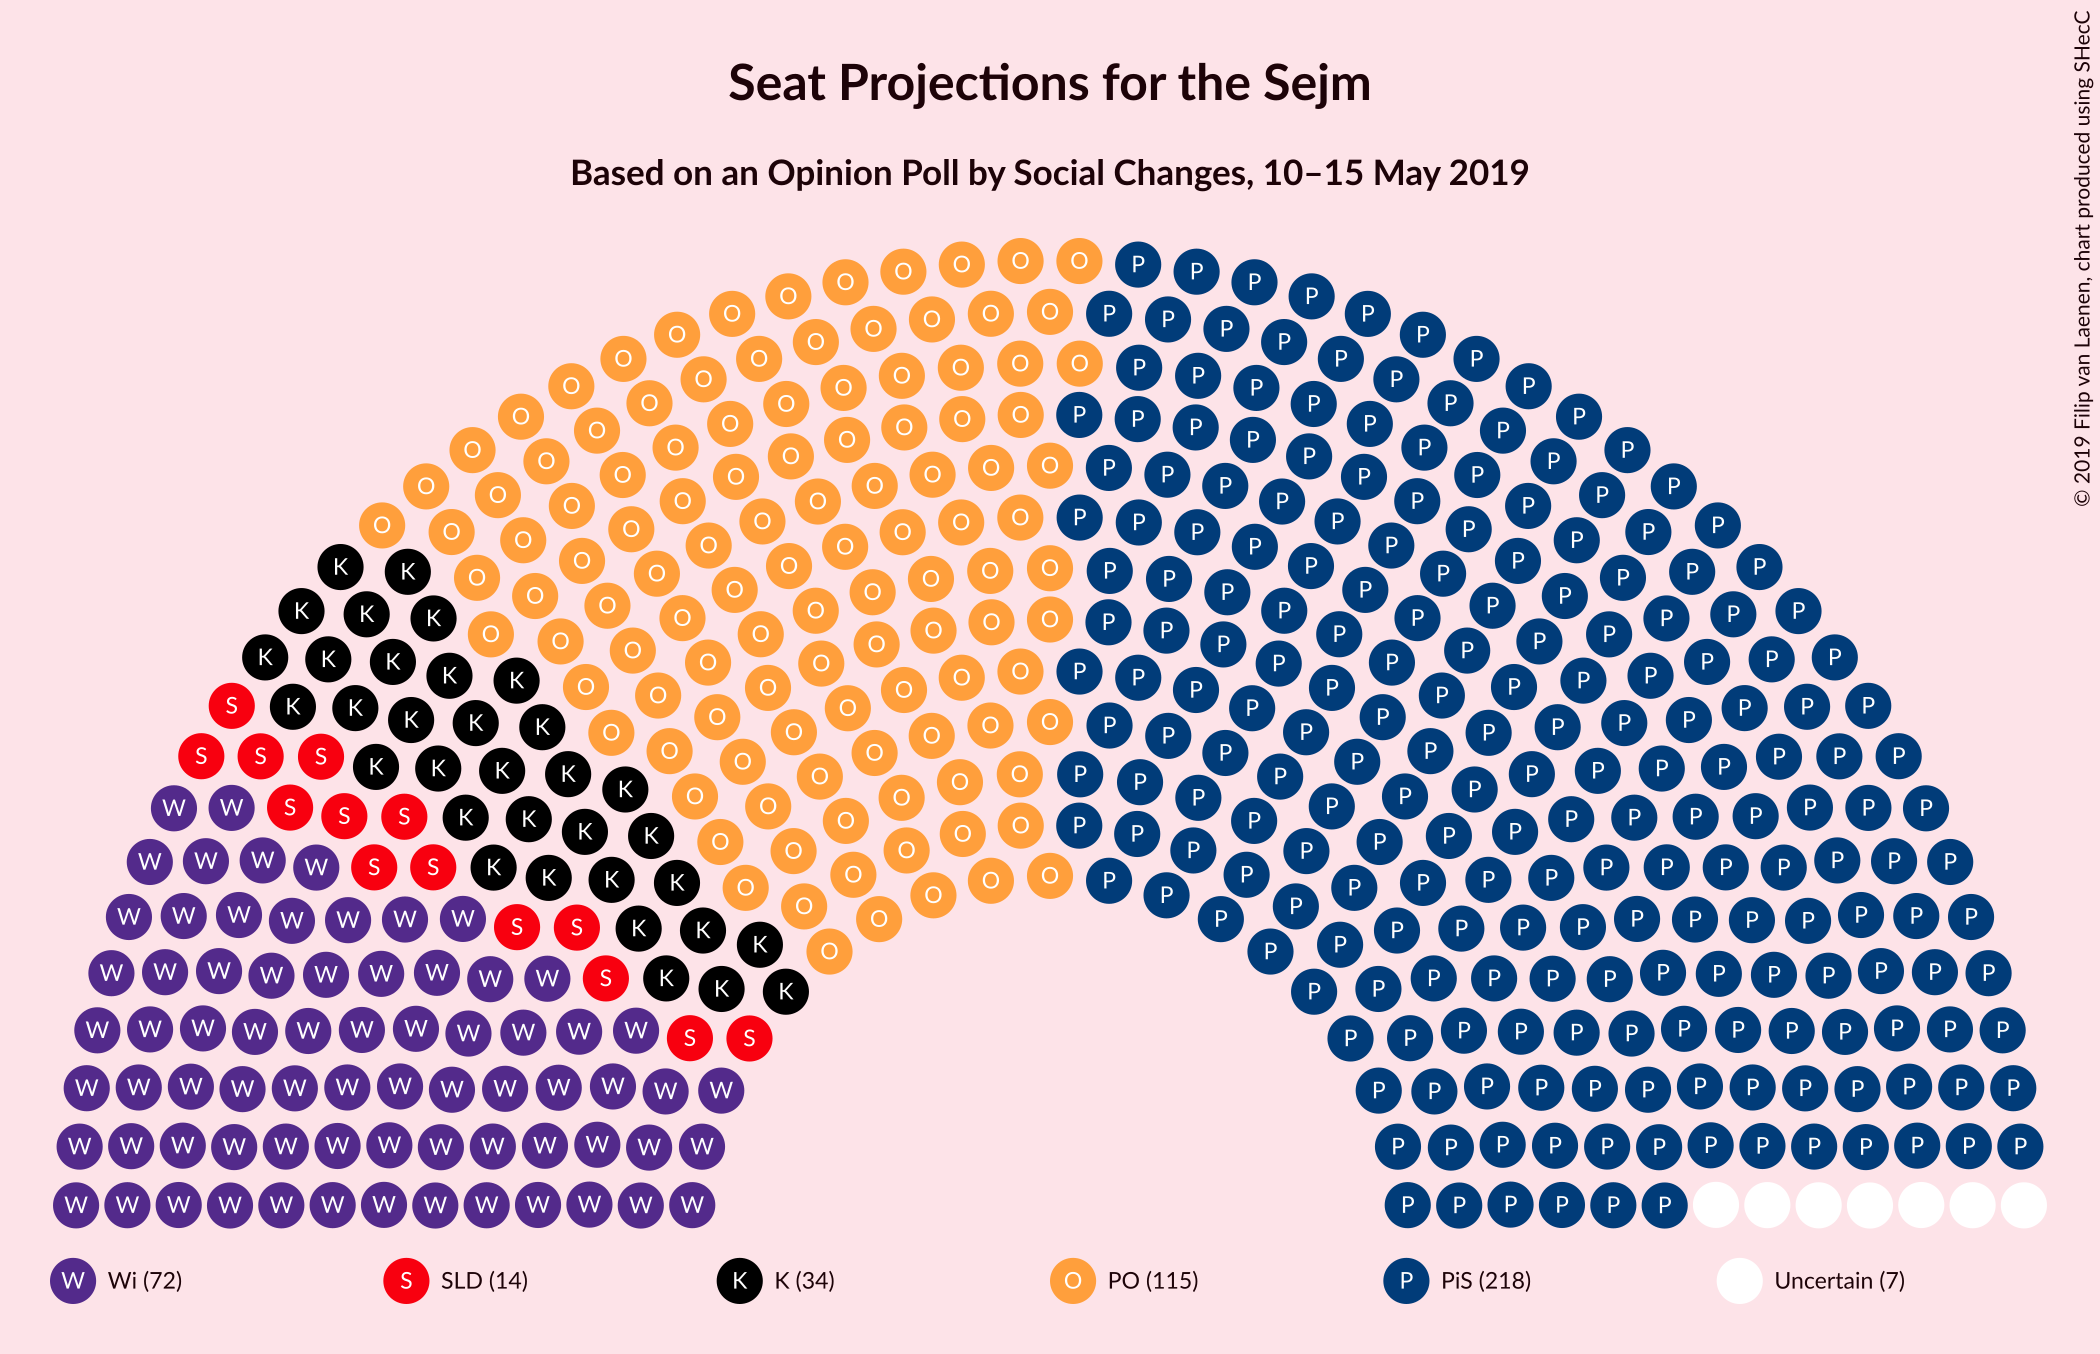 Seat Projections for the Sejm
Based on an Opinion Poll by Social Changes, 10–15 May 2019
© 2019 Filip van Laenen, chart produced using SHecC
W Wi (72)
S SLD (14)
K K (34)
O PO (115)
P PiS (218)
Uncertain (7)